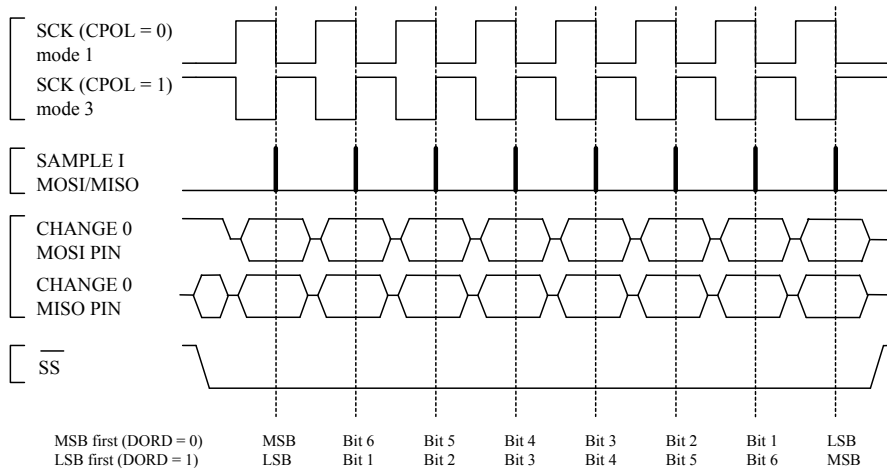 SCK (CPOL = 0)
mode 1
SCK (CPOL = 1)
mode 3
SAMPLE I
MOSI/MISO
CHANGE 0
MOSI PIN
CHANGE 0
MISO PIN
SS
MSB first (DORD = 0) MSB Bit 6 Bit 5 Bit 4 Bit 3 Bit 2 Bit 1 LSB
LSB first (DORD = 1) LSB Bit 1 Bit 2 Bit 3 Bit 4 Bit 5 Bit 6 MSB